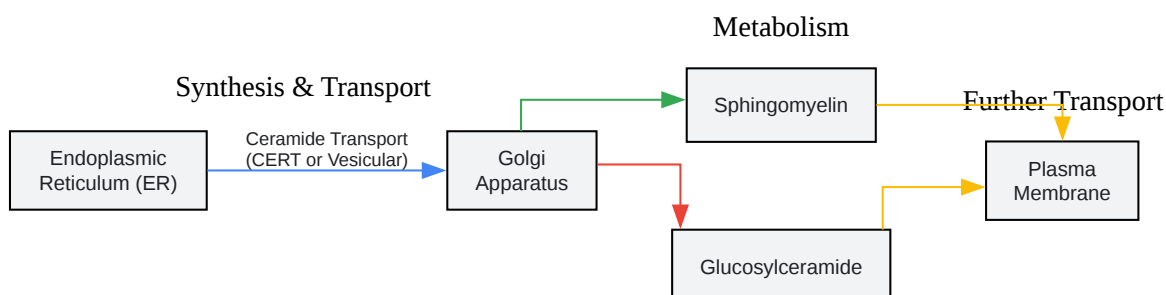 Metabolism
Synthesis & Transport
Sphingomyelin
Further Transport
Ceramide Transport
(CERT or Vesicular)
Endoplasmic
Reticulum (ER)
Golgi
Apparatus
Plasma
Membrane
Glucosylceramide